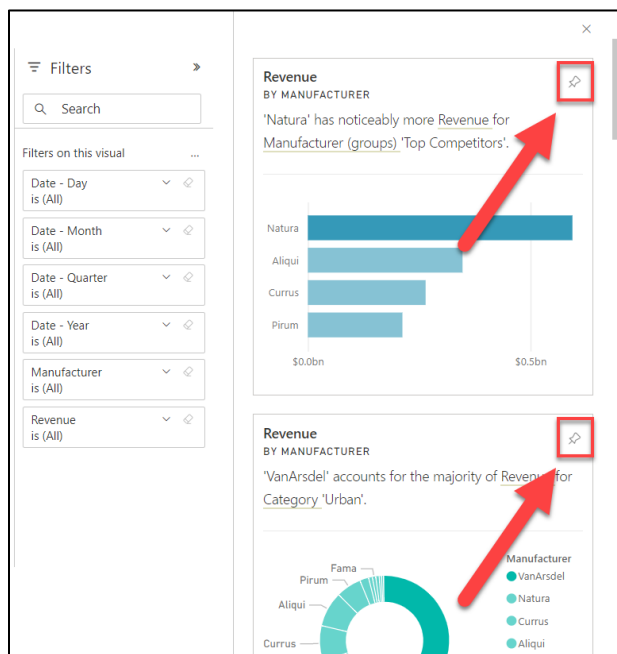 Filters
Search
Filters on this visual
...
Date - Day
is (All)
Date - Month
is (All)
Date - Quarter
is (All)
Date - Year
is (All)
Manufacturer
is (All)
Revenue
is (All)
Revenue
BY MANUFACTURER
'Natura' has noticeably more Revenue for
Manufacturer (groups) 'Top Competitors'.
Natura
Aliqui
Currus
Pirum
$0.0bn
$0.5bn
Revenue
BY MANUFACTURER
'VanArsdel' accounts for the majority of Revenue for
Category 'Urban'.
Fama
Pirum
Aliqui
Currus
Manufacturer
VanArsdel
Natura
Currus
Aliqui